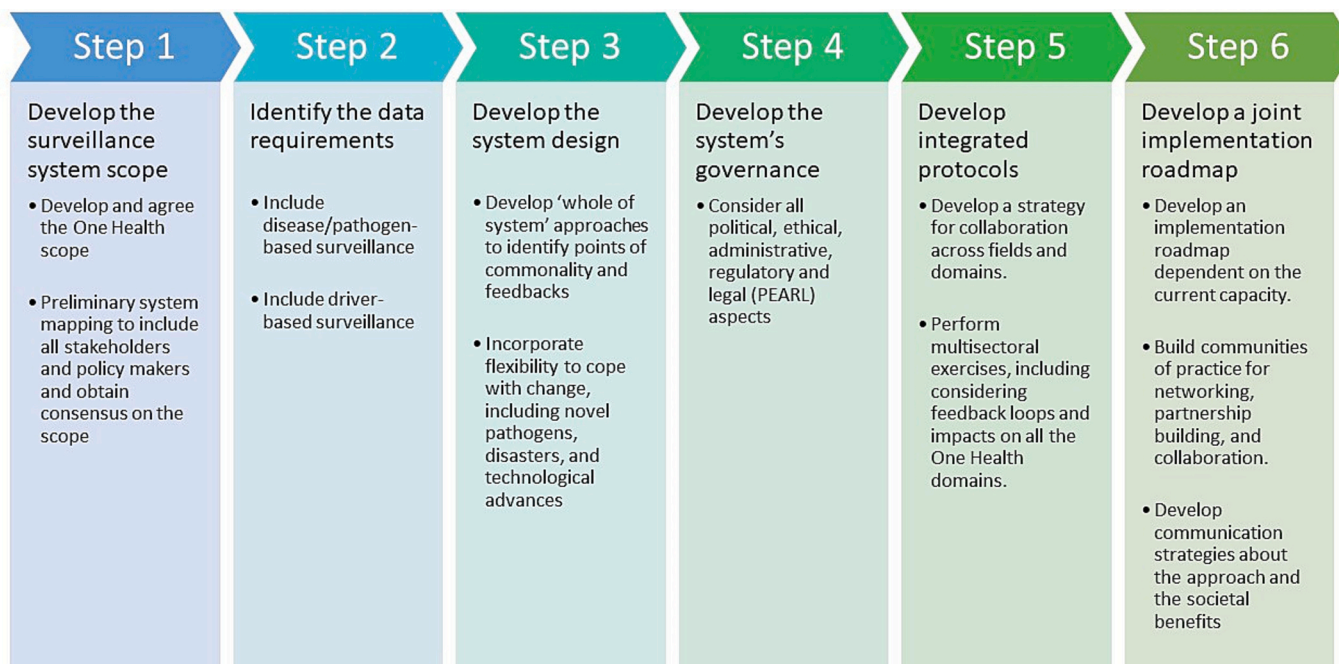 Step 1
Develop the
surveillance
system scope
• Develop and agree
the One Health
scope
• Preliminary system
mapping to include
all stakeholders
and policy makers
and obtain
consensus on the
scope
Step 2
Identify the data
requirements
• Include
disease/pathogen-
based surveillance
• Include driver-
based surveillance
Step 3
Develop the
system design
• Develop ‘whole of
system’ approaches
to identify points of
commonality and
feedbacks
• Incorporate
flexibility to cope
with change,
including novel
pathogens,
disasters, and
technological
advances
Step 4
Develop the
system’s
governance
• Consider all
political, ethical,
administrative,
regulatory and
legal (PEARL)
aspects
Step 5
Develop
integrated
protocols
• Develop a strategy
for collaboration
across fields and
domains.
• Perform
multisectoral
exercises, including
considering
feedback loops and
impacts on all the
One Health
domains.
Step 6
Develop a joint
implementation
roadmap
• Develop an
implementation
roadmap
dependent on the
current capacity.
• Build communities
of practice for
networking,
partnership
building, and
collaboration.
• Develop
communication
strategies about
the approach and
the societal
benefits